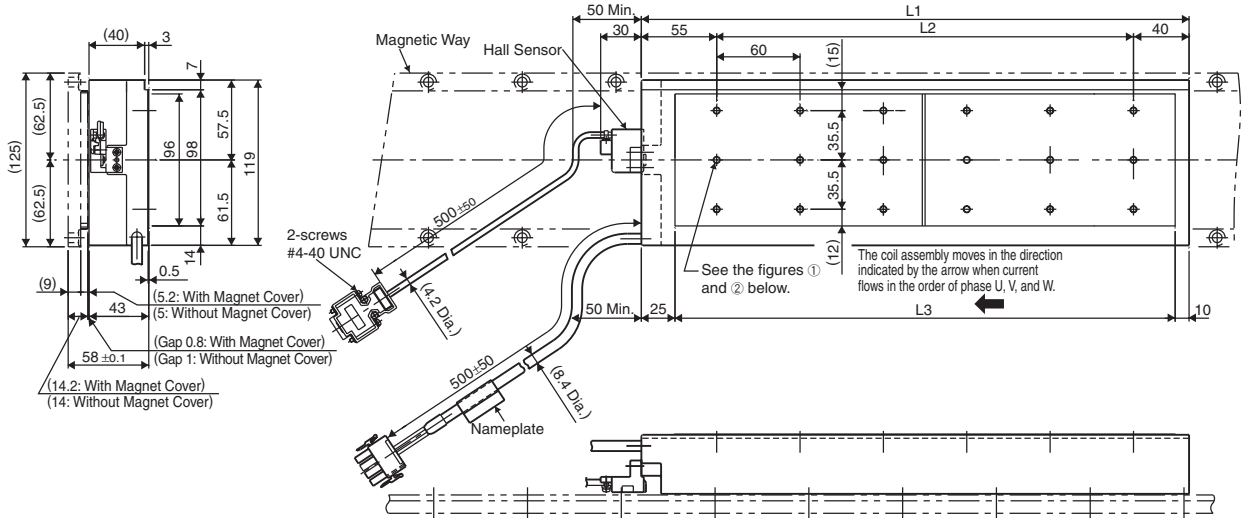 50 Min.
L1
(40)
3
30
55
L2
40
Magnetic Way
Hall Sensor
60
(15)
7
(125)
(62.5)
(62.5)
96
98
57.5
61.5
119
14
35.5
35.5
500±50
2-screws
#4-40 UNC
(4.2 Dia.)
See the figures ①
and ② below.
(12)
The coil assembly moves in the direction
indicated by the arrow when current
flows in the order of phase U, V, and W.
0.5
(9)
(5.2: With Magnet Cover)
(5: Without Magnet Cover)
43
50 Min.
25
L3
10
(Gap 0.8: With Magnet Cover)
(Gap 1: Without Magnet Cover)
58 ±0.1
(14.2: With Magnet Cover)
(14: Without Magnet Cover)
500±50
(8.4 Dia.)
Nameplate